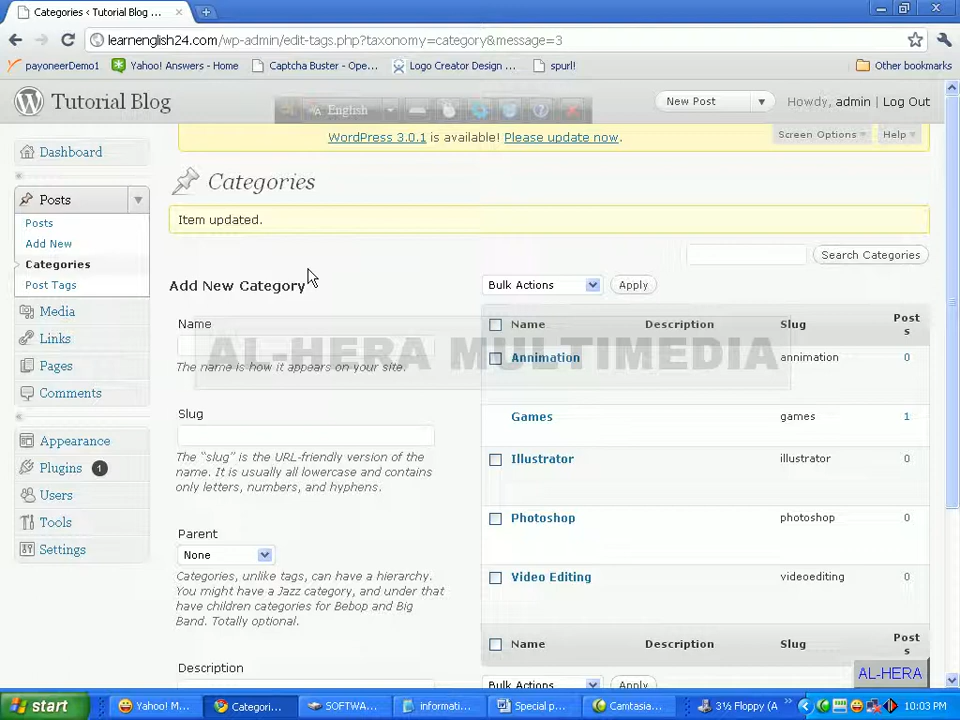 Categories ‹ Tutorial Blog ...
learnenglish24.com/wp-admin/edit-tags.php?taxonomy=category&message=3
payoneerDemo1
Yahoo! Answers - Home
Captcha Buster - Ope...
Logo Creator Design ...
spurl!
Other bookmarks
Tutorial Blog
English
New Post
Howdy, admin | Log Out
WordPress 3.0.1 is available! Please update now.
Screen Options
Help
Dashboard
Posts
Posts
Add New
Categories
Post Tags
Media
Links
Pages
Comments
Appearance
Plugins 1
Users
Tools
Settings
Categories
Item updated.
Search Categories
Add New Category
Name
The name is how it appears on your site.
Slug
The “slug” is the URL-friendly version of the
name. It is usually all lowercase and contains
only letters, numbers, and hyphens.
Parent
None
Categories, unlike tags, can have a hierarchy.
You might have a Jazz category, and under that
have children categories for Bebop and Big
Band. Totally optional.
Description
Bulk Actions
Apply
Name Description Slug Posts
AL-HERA MULTIMEDIA
Annimation annimation 0
Games games 1
Illustrator illustrator 0
Photoshop photoshop 0
Video Editing videoediting 0
Name Description Slug Posts
Bulk Actions
Apply
AL-HERA
start
Yahoo! M...
Categori...
SOFTWA...
informati...
Special p...
Camtasia...
3½ Floppy (A
10:03 PM